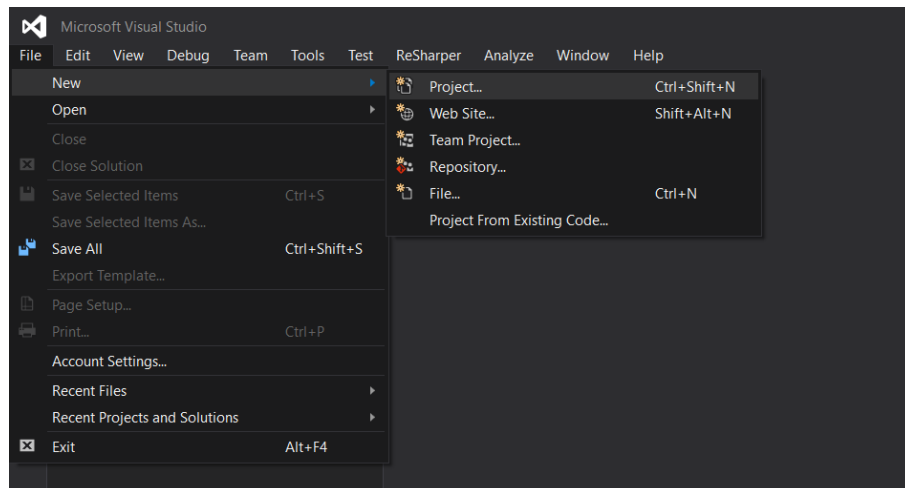 Microsoft Visual Studio
File Edit View Debug Team Tools Test ReSharper Analyze Window Help
New
Open
Close
Close Solution
Save Selected Items Ctrl+S
Save Selected Items As...
Save All Ctrl+Shift+S
Export Template...
Page Setup...
Print... Ctrl+P
Account Settings...
Recent Files
Recent Projects and Solutions
Exit Alt+F4
Project... Ctrl+Shift+N
Web Site... Shift+Alt+N
Team Project...
Repository...
File... Ctrl+N
Project From Existing Code...